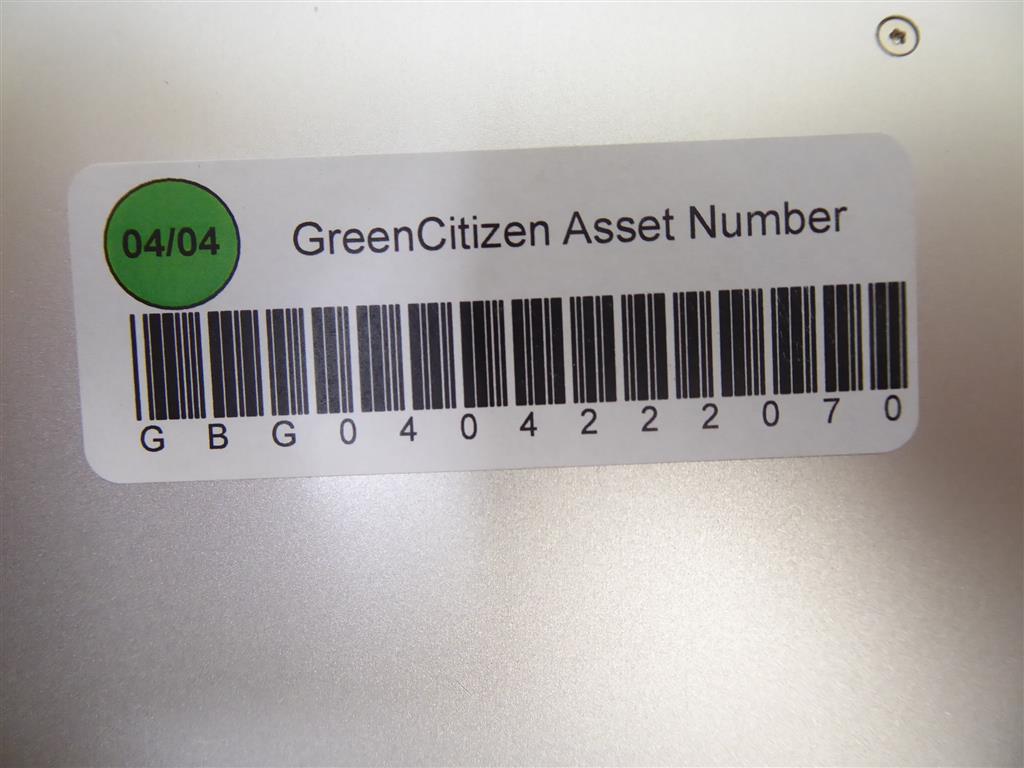 04/04
GreenCitizen Asset Number
G B G 0 4 0 4 2 2 2 0 7 0